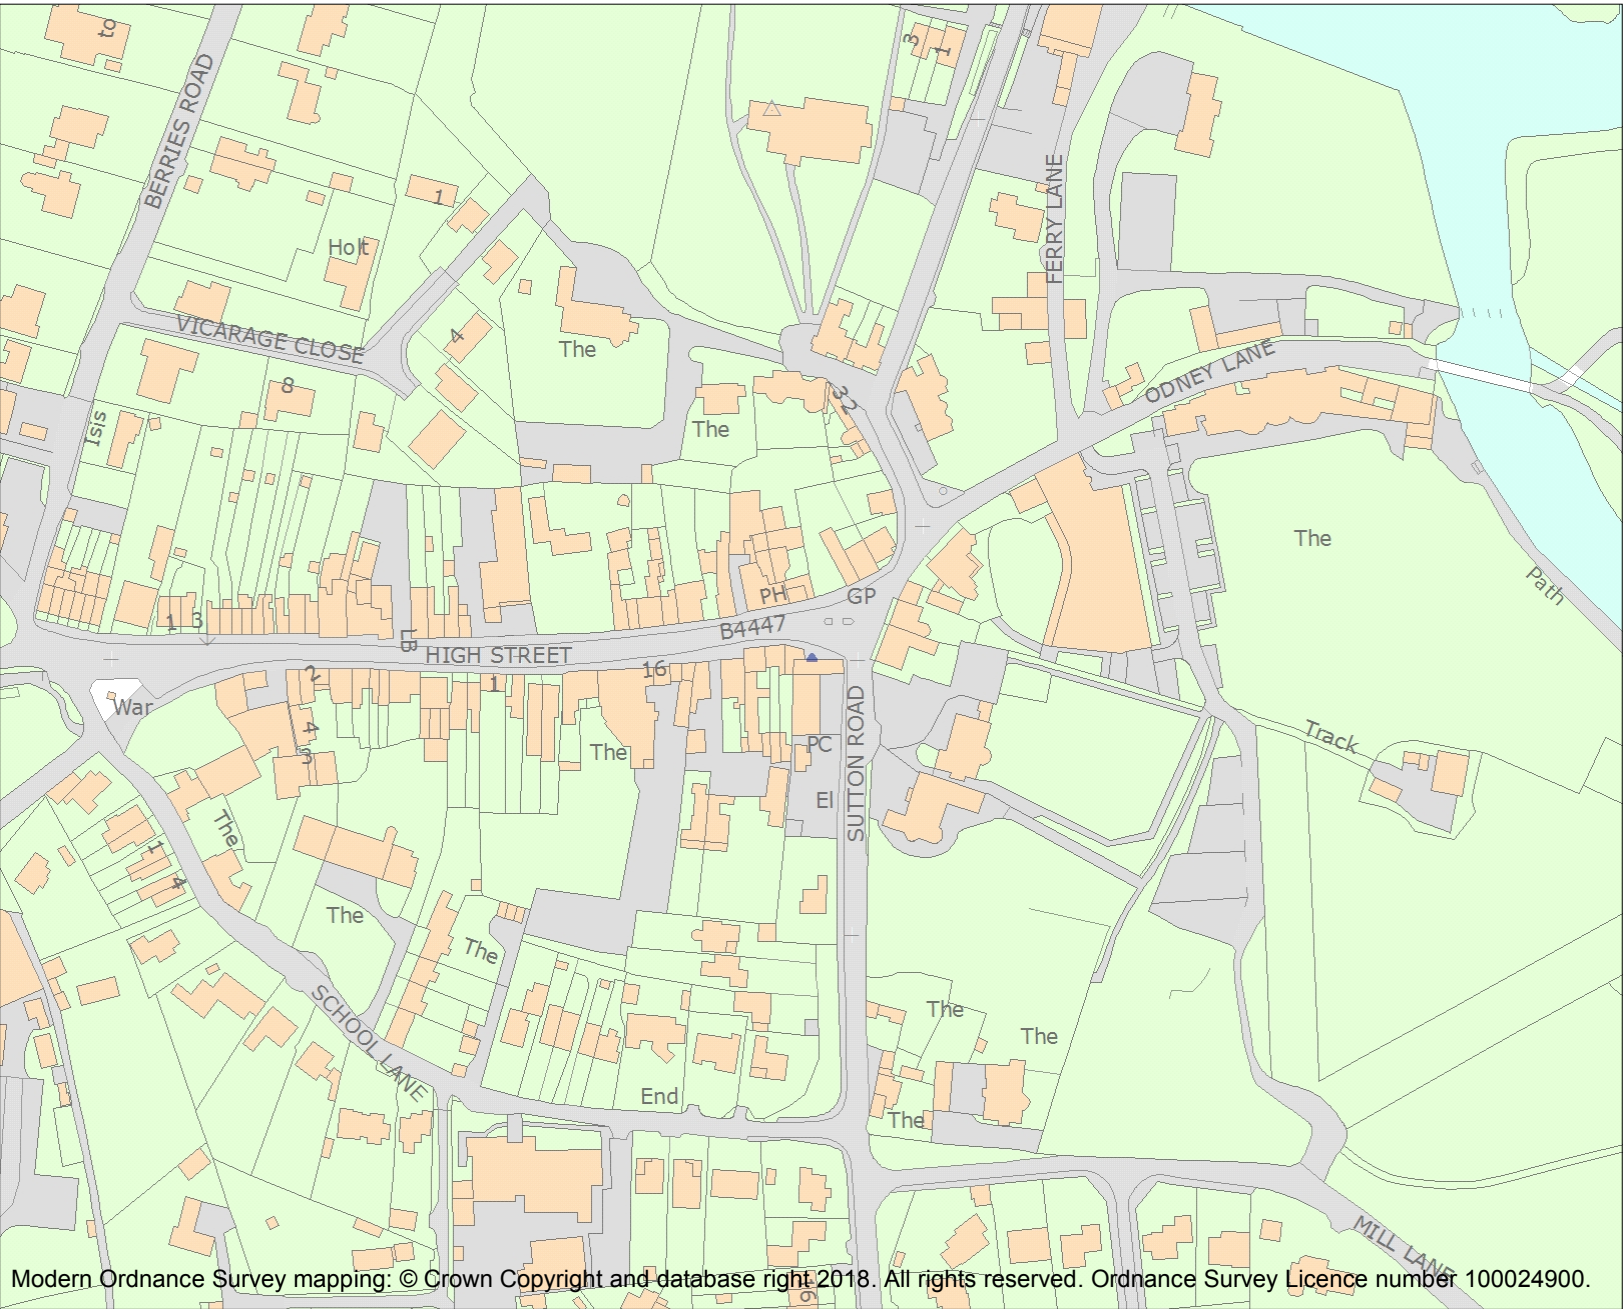 to
3
1
BERRIES ROAD
FERRY LANE
1
Holt
VICARAGE CLOSE
4
The
8
32
ODNEY LANE
Isis
The
The
Path
PH
GP
1 3
B4447
LB
HIGH STREET
16
2
1
War
SUTTON ROAD
4
3
The
PC
Track
El
The
1
4
The
The
SCHOOL LANE
The
The
End
The
MILL LANE
16
Modern Ordnance Survey mapping: © Crown Copyright and database right 2018. All rights reserved. Ordnance Survey Licence number 100024900.